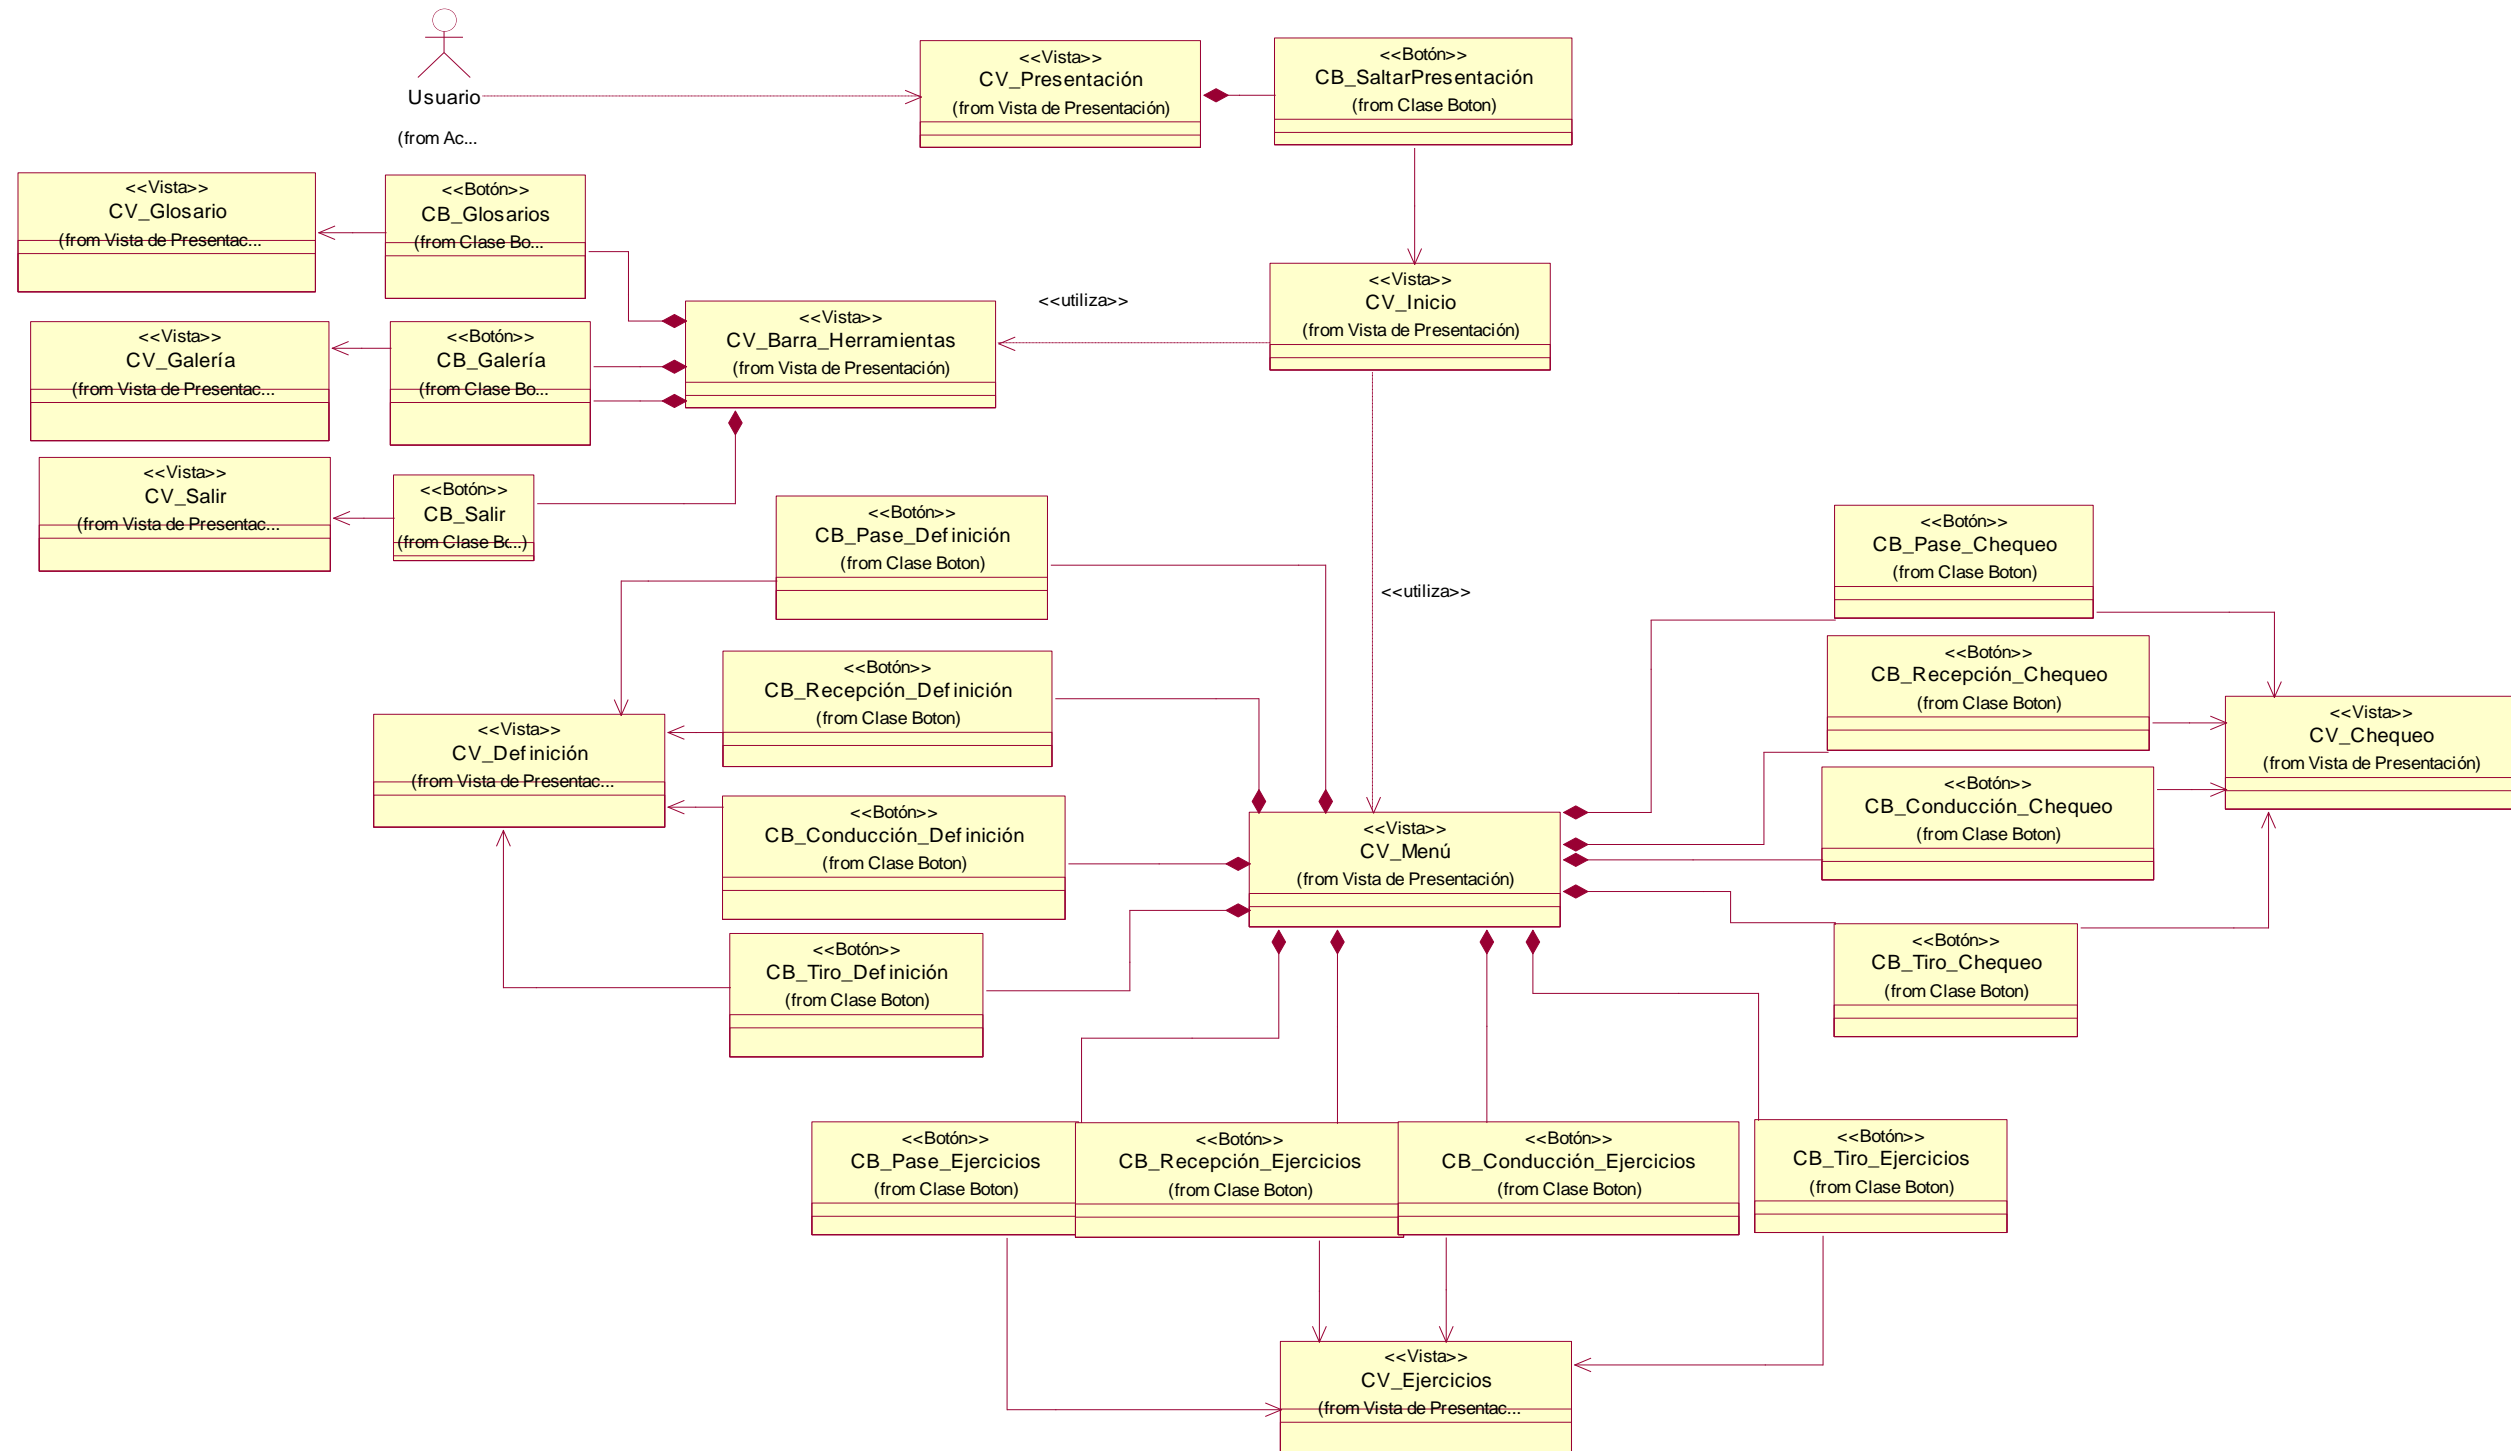 Usuario
(from Ac...
<<Vista>>
CV_Presentación
(from Vista de Presentación)
<<Botón>>
CB_SaltarPresentación
(from Clase Boton)
<<Vista>>
CV_Glosario
(from Vista de Presentac...
<<Botón>>
CB_Glosarios
(from Clase Bo...
<<Vista>>
CV_Barra_Herramientas
(from Vista de Presentación)
<<utiliza>>
<<Vista>>
CV_Inicio
(from Vista de Presentación)
<<Vista>>
CV_Galería
(from Vista de Presentac...
<<Botón>>
CB_Galería
(from Clase Bo...
<<Vista>>
CV_Salir
(from Vista de Presentac...
<<Botón>>
CB_Salir
(from Clase Bo...)
<<Botón>>
CB_Pase_Definición
(from Clase Boton)
<<utiliza>>
<<Botón>>
CB_Pase_Chequeo
(from Clase Boton)
<<Botón>>
CB_Recepción_Definición
(from Clase Boton)
<<Botón>>
CB_Recepción_Chequeo
(from Clase Boton)
<<Vista>>
CV_Definición
(from Vista de Presentac...
<<Vista>>
CV_Chequeo
(from Vista de Presentación)
<<Botón>>
CB_Conducción_Definición
(from Clase Boton)
<<Vista>>
CV_Menú
(from Vista de Presentación)
<<Botón>>
CB_Conducción_Chequeo
(from Clase Boton)
<<Botón>>
CB_Tiro_Definición
(from Clase Boton)
<<Botón>>
CB_Tiro_Chequeo
(from Clase Boton)
<<Botón>>
CB_Pase_Ejercicios
(from Clase Boton)
<<Botón>>
CB_Recepción_Ejercicios
(from Clase Boton)
<<Botón>>
CB_Conducción_Ejercicios
(from Clase Boton)
<<Botón>>
CB_Tiro_Ejercicios
(from Clase Boton)
<<Vista>>
CV_Ejercicios
(from Vista de Presentac...